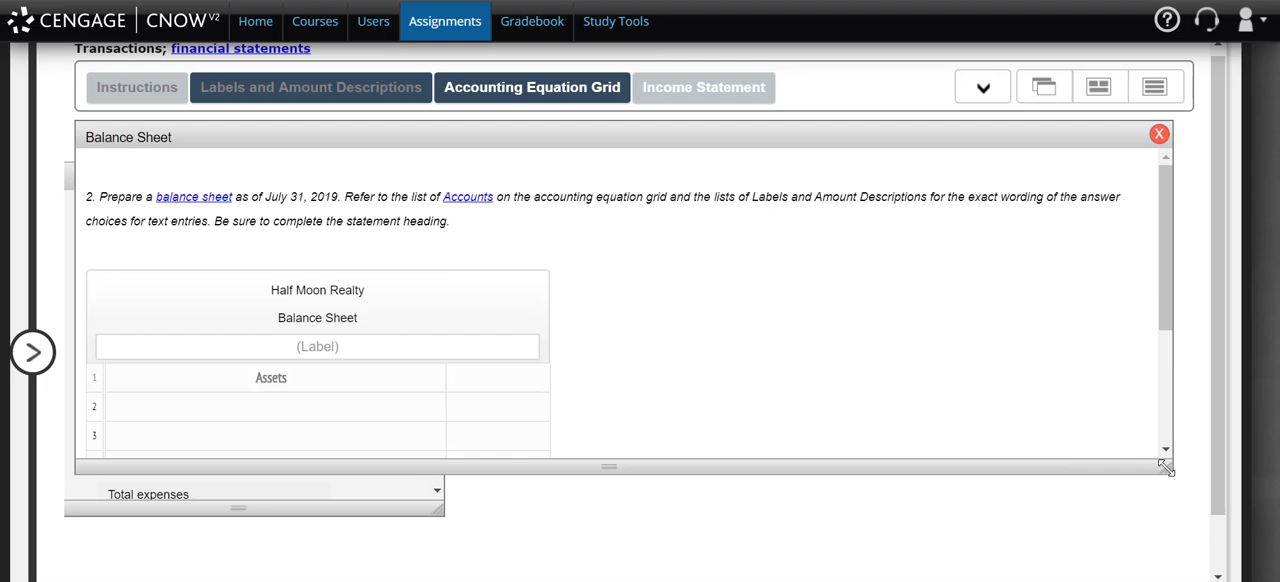 CENGAGE | CNOWV2 Home Courses Users Assignments Gradebook Study Tools
Transactions; financial statements
Instructions Labels and Amount Descriptions Accounting Equation Grid Income Statement
Balance Sheet X
2. Prepare a balance sheet as of July 31, 2019. Refer to the list of Accounts on the accounting equation grid and the lists of Labels and Amount Descriptions for the exact wording of the answer
choices for text entries. Be sure to complete the statement heading.
Half Moon Realty
Balance Sheet
(Label)
1 Assets
2
3
Total expenses